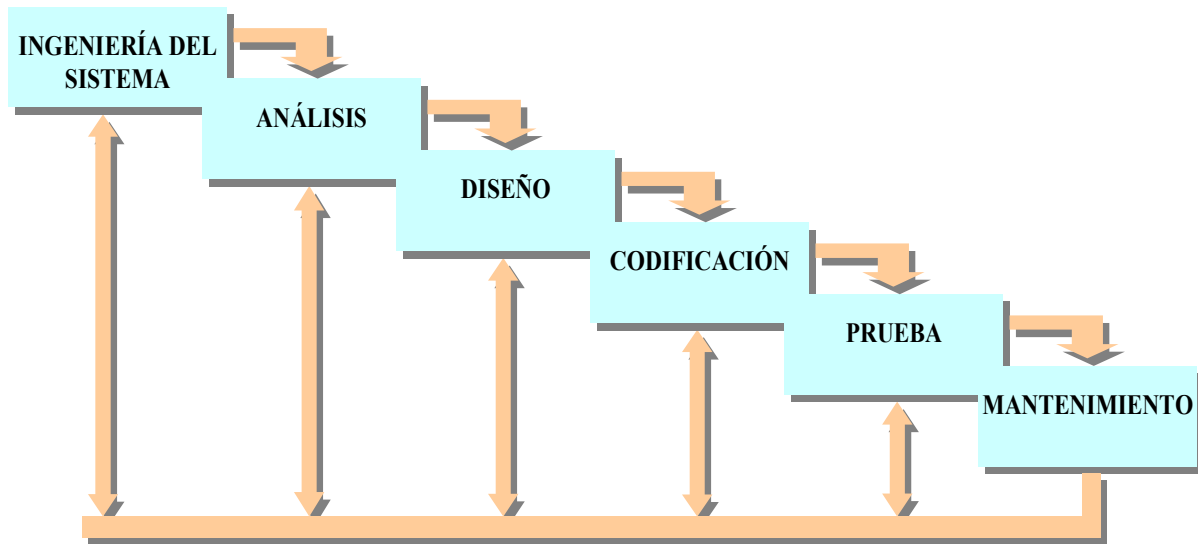 INGENIERÍA DEL
SISTEMA
ANÁLISIS
DISEÑO
CODIFICACIÓN
PRUEBA
MANTENIMIENTO